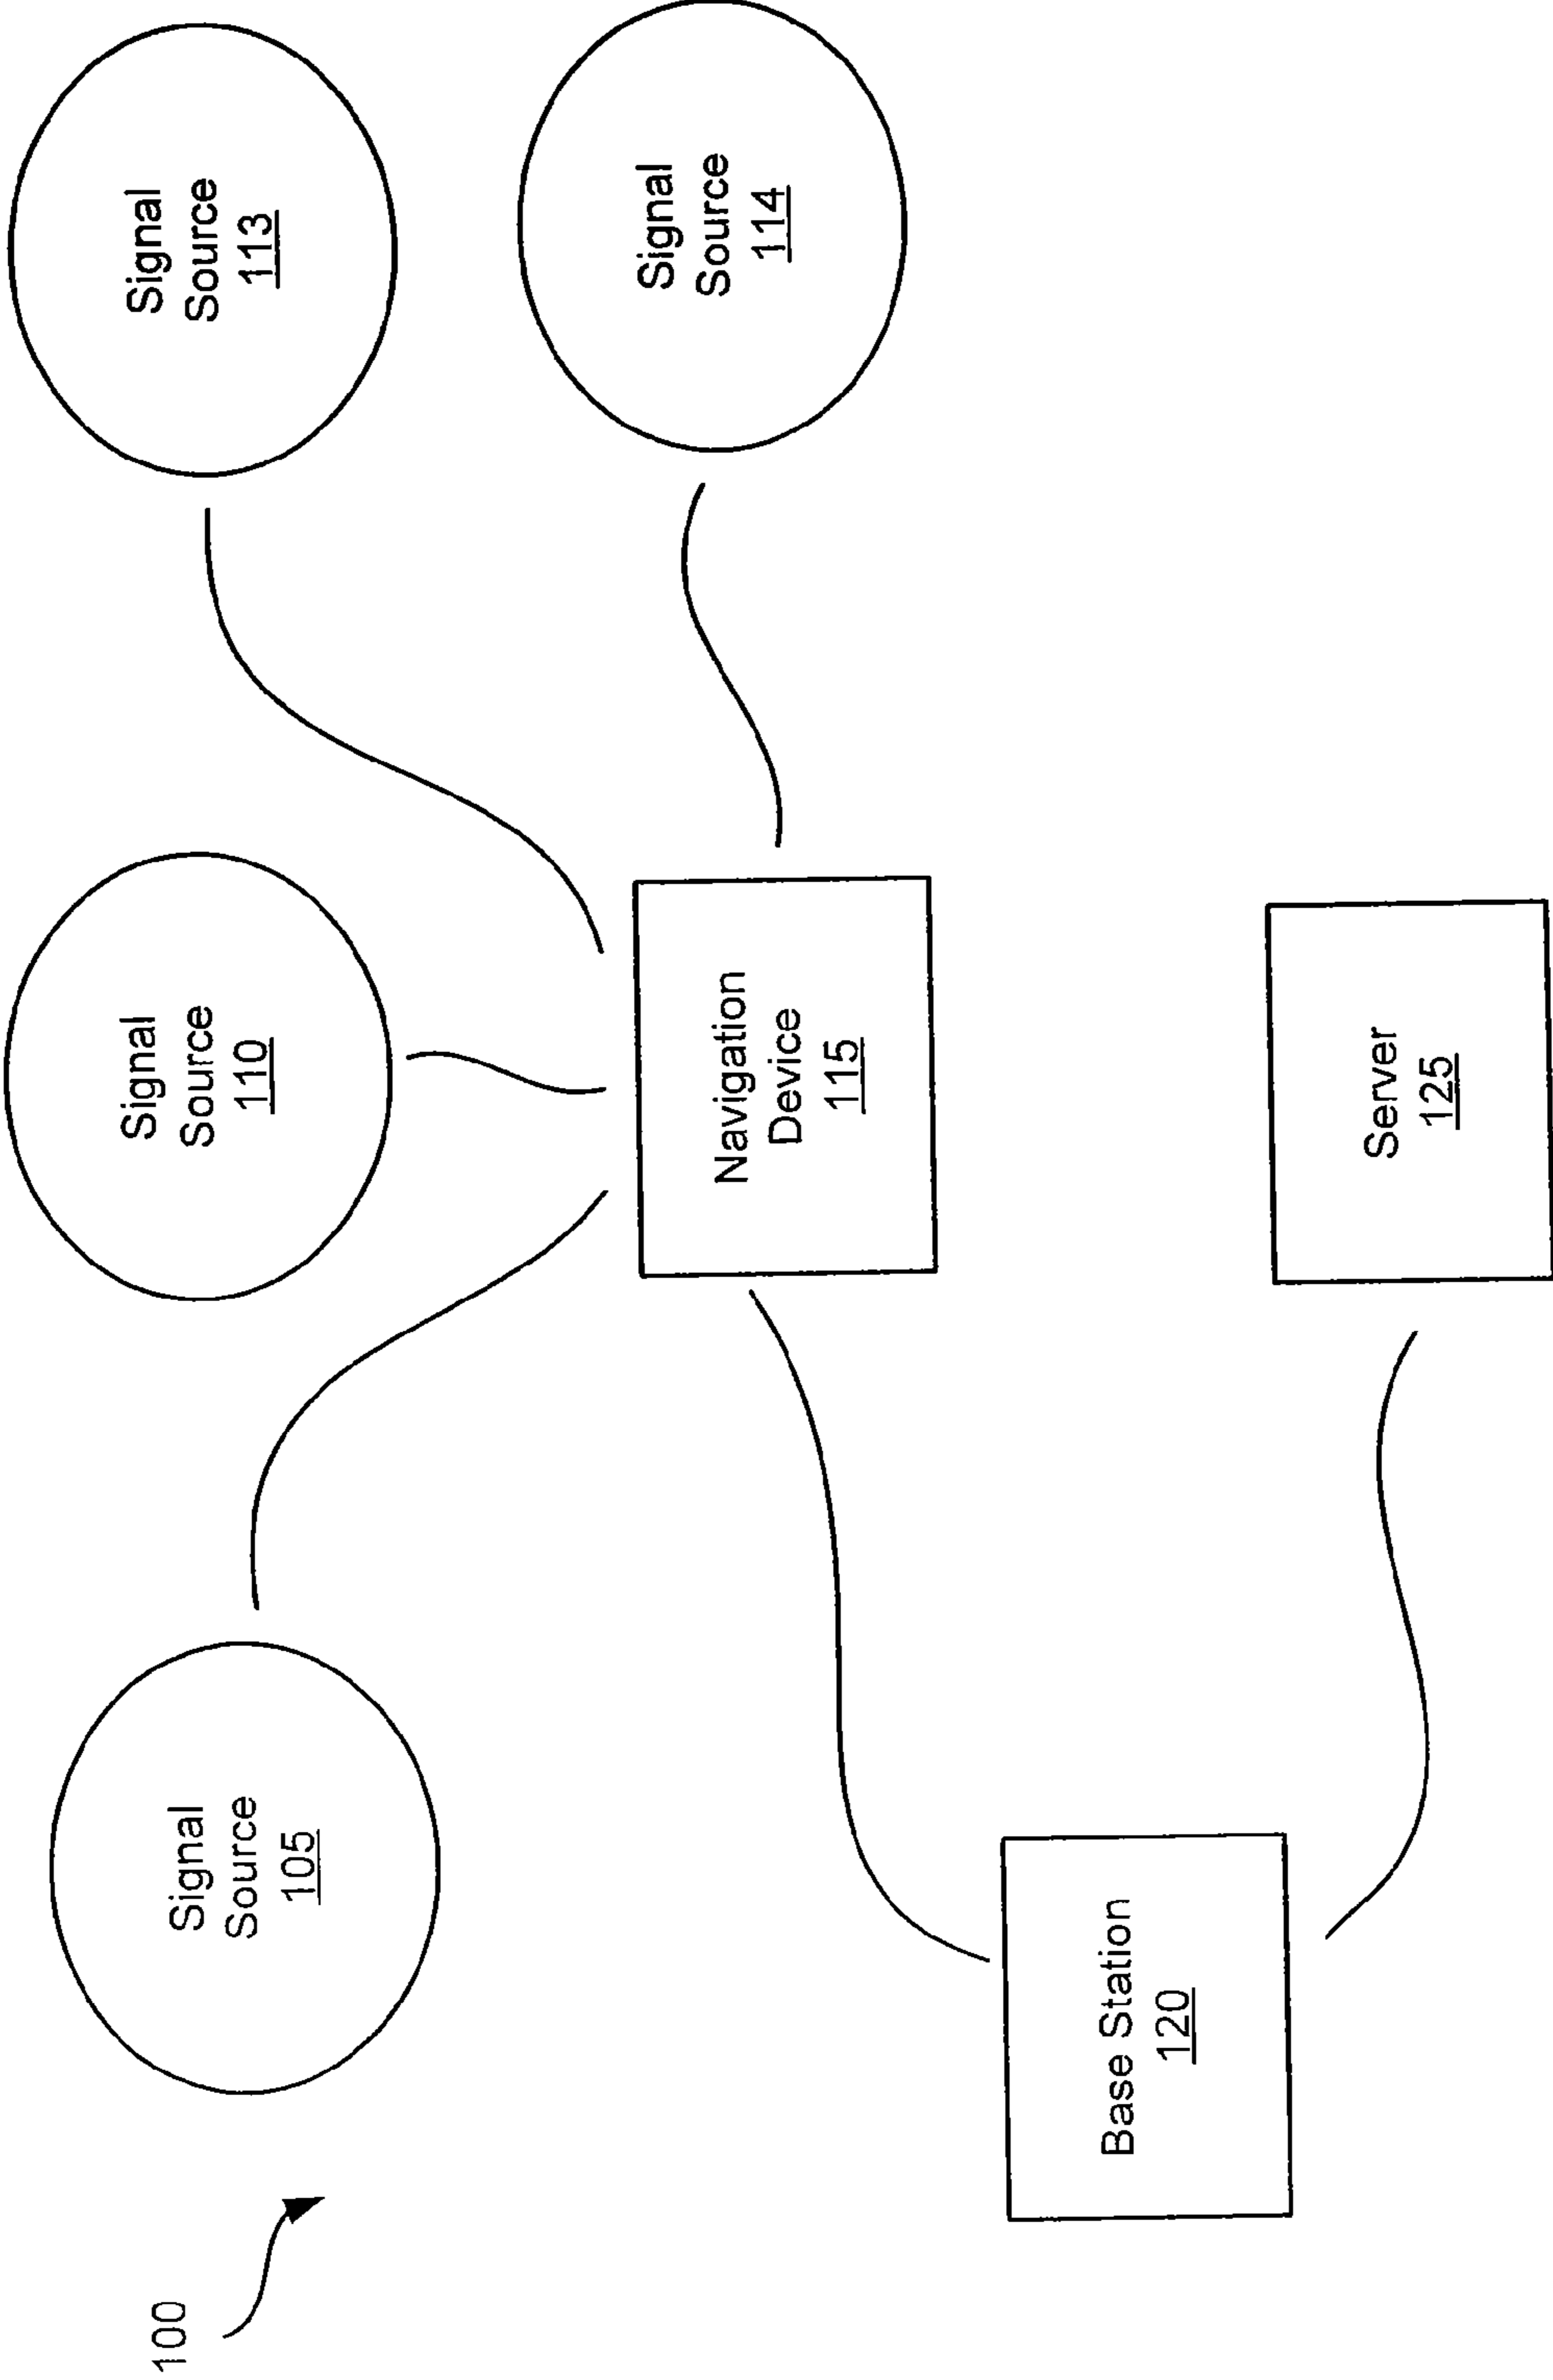 100
Signal
Source
105
Signal
Source
110
Signal
Source
113
Signal
Source
114
Navigation
Device
115
Base Station
120
Server
125